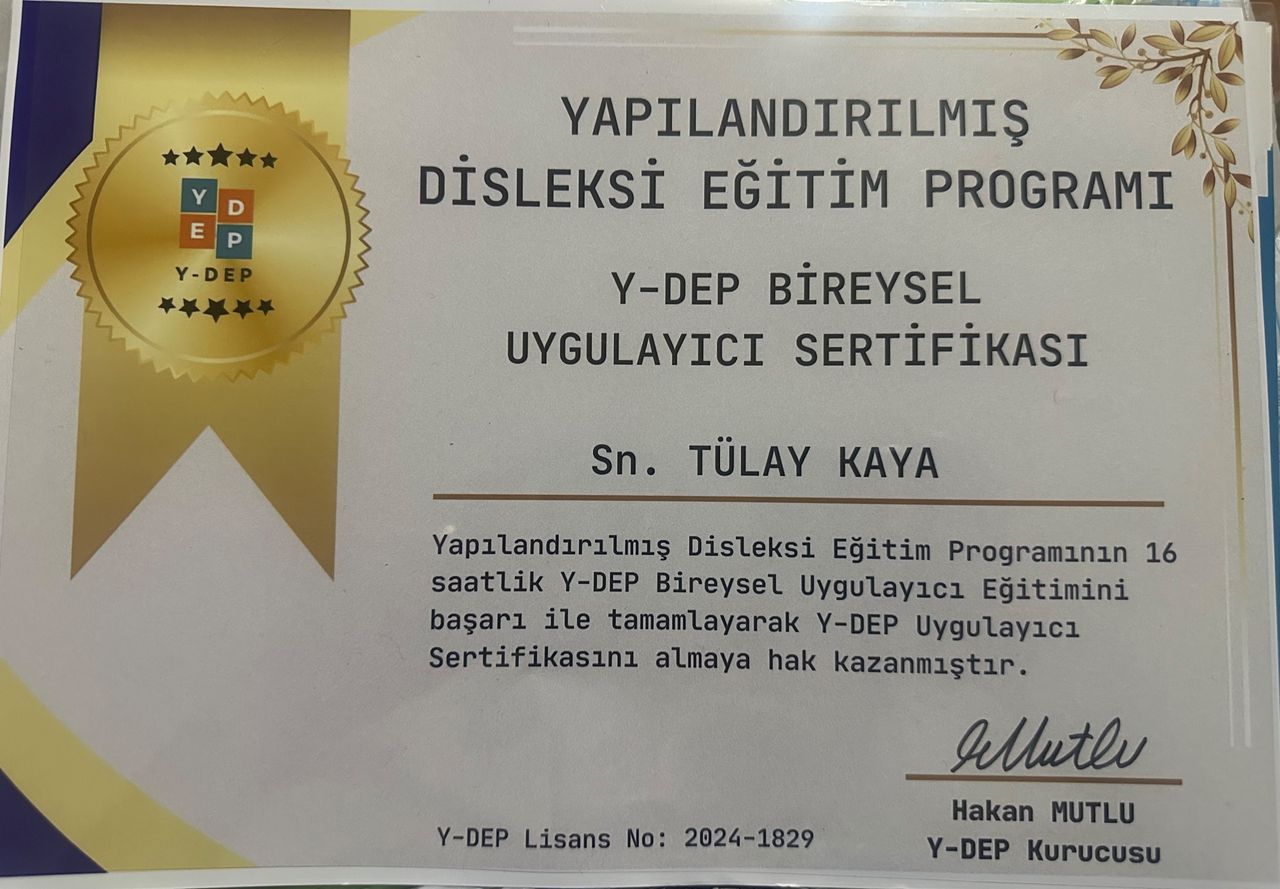 YAPILANDIRILMIŞ
DİSLEKSİ EĞİTİM PROGRAMI
Y-DEP BİREYSEL
UYGULAYICI SERTİFİKASI
Y D
E P
Y-DEP
Sn. TÜLAY KAYA
Yapılandırılmış Disleksi Eğitim Programının 16
saatlik Y-DEP Bireysel Uygulayıcı Eğitimini
başarı ile tamamlayarak Y-DEP Uygulayıcı
Sertifikasını almaya hak kazanmıştır.
Mutlu
Hakan MUTLU
Y-DEP Kurucusu
Y-DEP Lisans No: 2024-1829